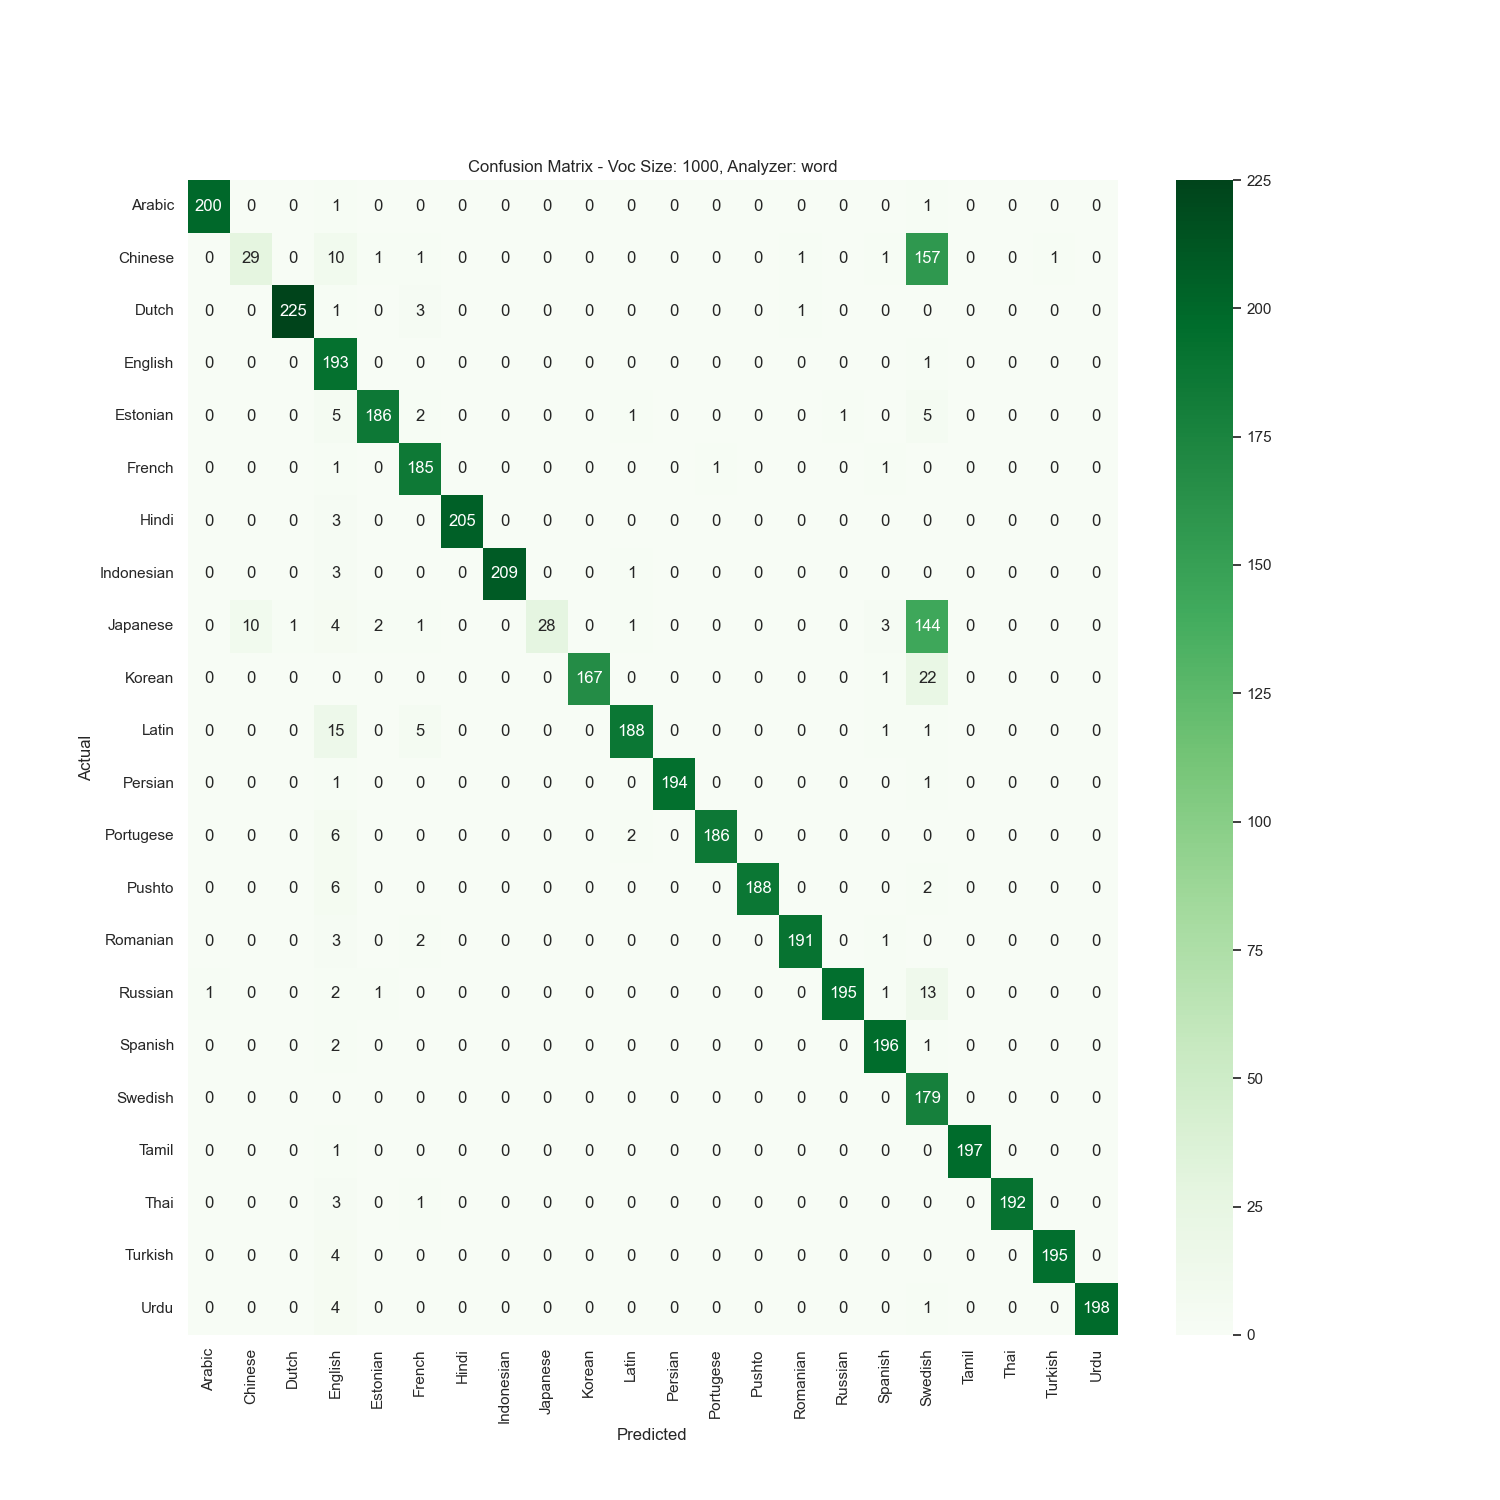 Confusion Matrix - Voc Size: 1000, Analyzer: word
Arabic 200 0 0 1 0 0 0 0 0 0 0 0 0 0 0 0 0 1 0 0 0 0
Chinese 0 29 0 10 1 1 0 0 0 0 0 0 0 0 1 0 1 157 0 0 1 0
Dutch 0 0 225 1 0 3 0 0 0 0 0 0 0 0 1 0 0 0 0 0 0 0
English 0 0 0 193 0 0 0 0 0 0 0 0 0 0 0 0 0 1 0 0 0 0
Estonian 0 0 0 5 186 2 0 0 0 0 1 0 0 0 0 1 0 5 0 0 0 0
French 0 0 0 1 0 185 0 0 0 0 0 0 1 0 0 0 1 0 0 0 0 0
Hindi 0 0 0 3 0 0 205 0 0 0 0 0 0 0 0 0 0 0 0 0 0 0
Indonesian 0 0 0 3 0 0 0 209 0 0 1 0 0 0 0 0 0 0 0 0 0 0
Japanese 0 10 1 4 2 1 0 0 28 0 1 0 0 0 0 0 3 144 0 0 0 0
Korean 0 0 0 0 0 0 0 0 0 167 0 0 0 0 0 0 1 22 0 0 0 0
Latin 0 0 0 15 0 5 0 0 0 0 188 0 0 0 0 0 1 1 0 0 0 0
Persian 0 0 0 1 0 0 0 0 0 0 0 194 0 0 0 0 0 1 0 0 0 0
Portugese 0 0 0 6 0 0 0 0 0 0 2 0 186 0 0 0 0 0 0 0 0 0
Pushto 0 0 0 6 0 0 0 0 0 0 0 0 0 188 0 0 0 2 0 0 0 0
Romanian 0 0 0 3 0 2 0 0 0 0 0 0 0 0 191 0 1 0 0 0 0 0
Russian 1 0 0 2 1 0 0 0 0 0 0 0 0 0 0 195 1 13 0 0 0 0
Spanish 0 0 0 2 0 0 0 0 0 0 0 0 0 0 0 0 196 1 0 0 0 0
Swedish 0 0 0 0 0 0 0 0 0 0 0 0 0 0 0 0 0 179 0 0 0 0
Tamil 0 0 0 1 0 0 0 0 0 0 0 0 0 0 0 0 0 0 197 0 0 0
Thai 0 0 0 3 0 1 0 0 0 0 0 0 0 0 0 0 0 0 0 192 0 0
Turkish 0 0 0 4 0 0 0 0 0 0 0 0 0 0 0 0 0 0 0 0 195 0
Urdu 0 0 0 4 0 0 0 0 0 0 0 0 0 0 0 0 0 1 0 0 0 198
Actual
Arabic Chinese Dutch English Estonian French Hindi Indonesian Japanese Korean Latin Persian Portugese Pushto Romanian Russian Spanish Swedish Tamil Thai Turkish Urdu
Predicted
225
200
175
150
125
100
75
50
25
0